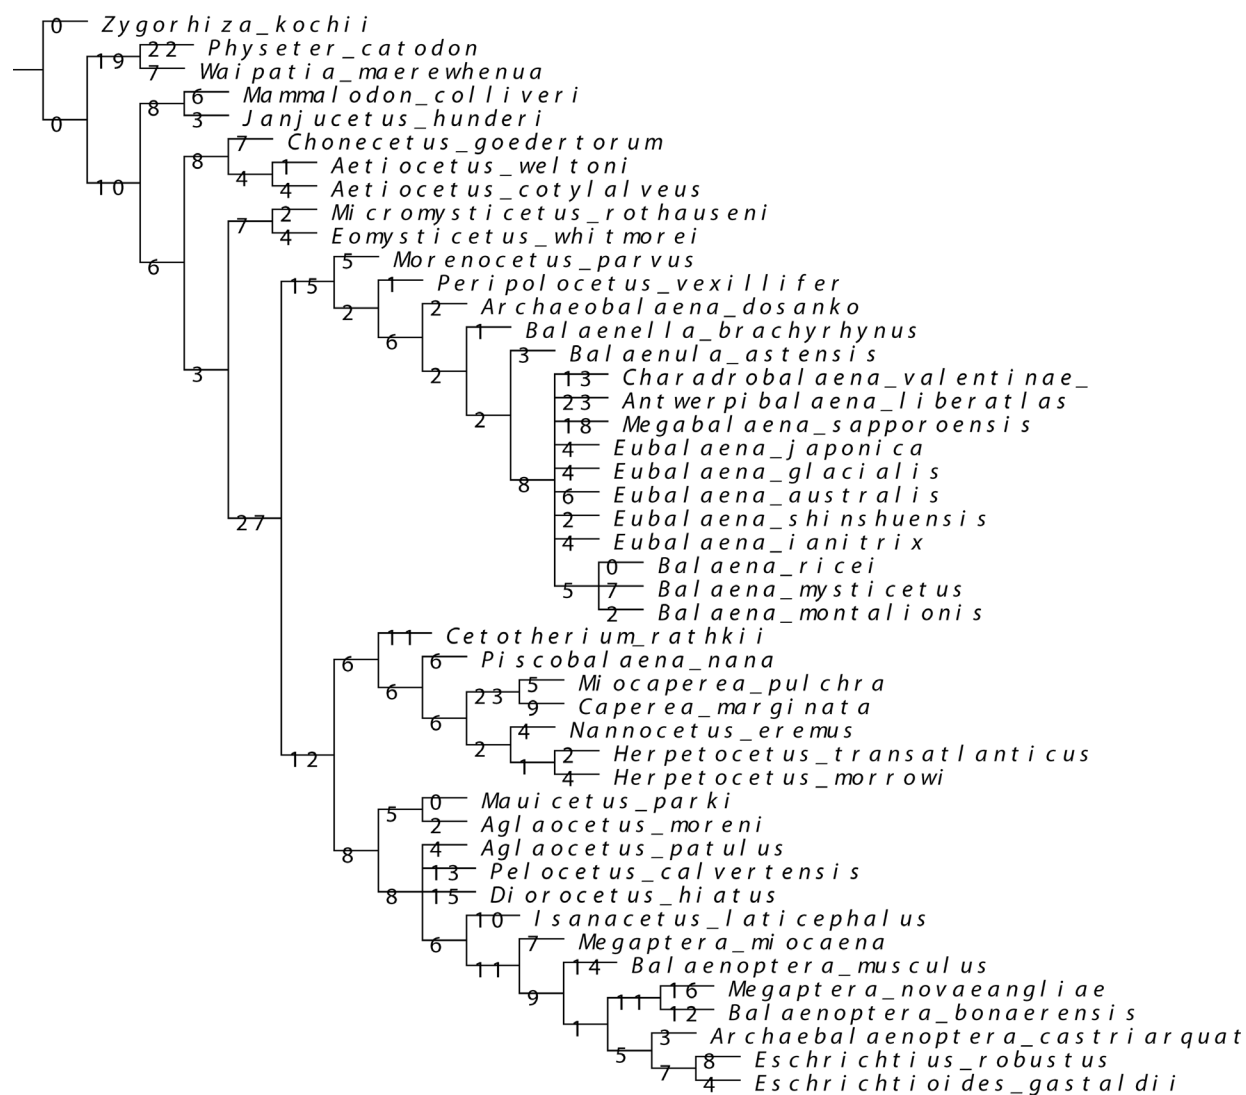 0 Zygorhiza_kochii
22 Physeter_catodon
19
7 Waipatia_maerewhenua
6 Mammalodon_colliveri
8
3 Janjucetus_hunderi
0
7 Chonecetus_goedertorum
8
1 Aetiocetus_weltoni
4
10
4 Aetiocetus_cotylalveus
2 Micromysticetus_rothauseni
7
4 Eomysticetus_whitmorei
5 Morenocetus_parvus
6
15
1 Peripolocetus_vexillifer
2
2 Archaeobalaena_dosanko
1 Balaenella_brachyrhynus
6
3 Balaenula_astensis
3
2
13 Charadrobalaena_valentinae_
23 Antwerpibalaena_liberatlas
2
18 Megabalaena_sapporoensis
4 Eubalaena_japonica
4 Eubalaena_glacialis
8
6 Eubalaena_australis
27
2 Eubalaena_shinshuensis
4 Eubalaena_ianitrix
0 Balaena_ricei
5
7 Balaena_mysticetus
2 Balaena_montalionis
11 Cetotherium_rathkii
6
6 Piscobalaena_nana
5 Miocaperea_pulchra
6
23
9 Caperea_marginata
6
4 Nannocetus_eremus
2
2 Herpetocetus_transatlanticus
12
1
4 Herpetocetus_morrowi
0 Mauicetus_parki
5
2 Aglaocetus_moreni
4 Aglaocetus_patulus
8
13 Pelocetus_calvertensis
8
15 Diorocetus_hiatus
10 Isanacetus_laticephalus
6
7 Megaptera_miocaena
11
14 Balaenoptera_musculus
16 Megaptera_novaeangliae
9
11
12 Balaenoptera_bonaerensis
1
3 Archaebalaenoptera_castriarquat
5
8 Eschrichtius_robustus
7
4 Eschrichtioides_gastaldii